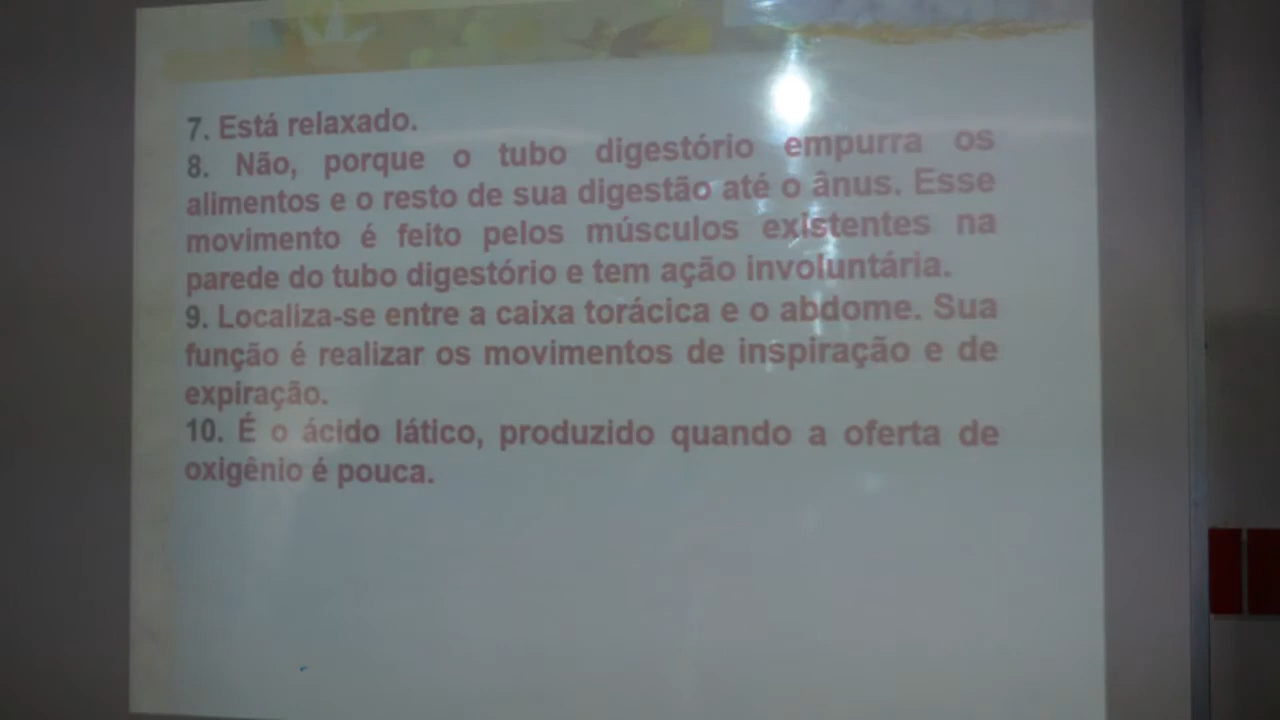 7. Está relaxado.
8. Não, porque o tubo digestório empurra os
alimentos e o resto de sua digestão até o ânus. Esse
movimento é feito pelos músculos existentes na
parede do tubo digestório e tem ação involuntária.
9. Localiza-se entre a caixa torácica e o abdome. Sua
função é realizar os movimentos de inspiração e de
expiração.
10. É o ácido lático, produzido quando a oferta de
oxigênio é pouca.